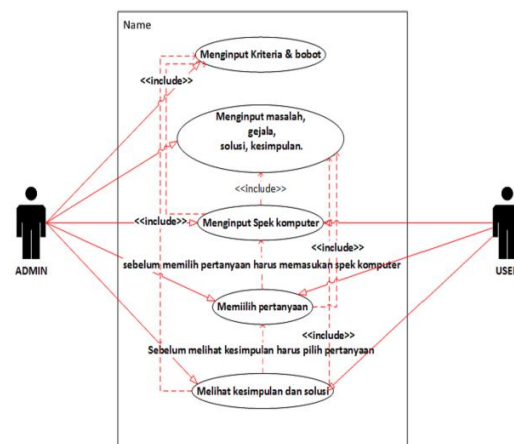 Name
Menginput Kriteria & bobot
<<include>>
Menginput masalah,
gejala,
solusi, kesimpulan.
<<include>>
<<include>>
Menginput Spek komputer
<<include>>
ADMIN
USER
sebelum memilih pertanyaan harus memasukan spek komputer
Memiilih pertanyaan
<<include>>
Sebelum melihat kesimpulan harus pilih pertanyaan
Melihat kesimpulan dan solusi